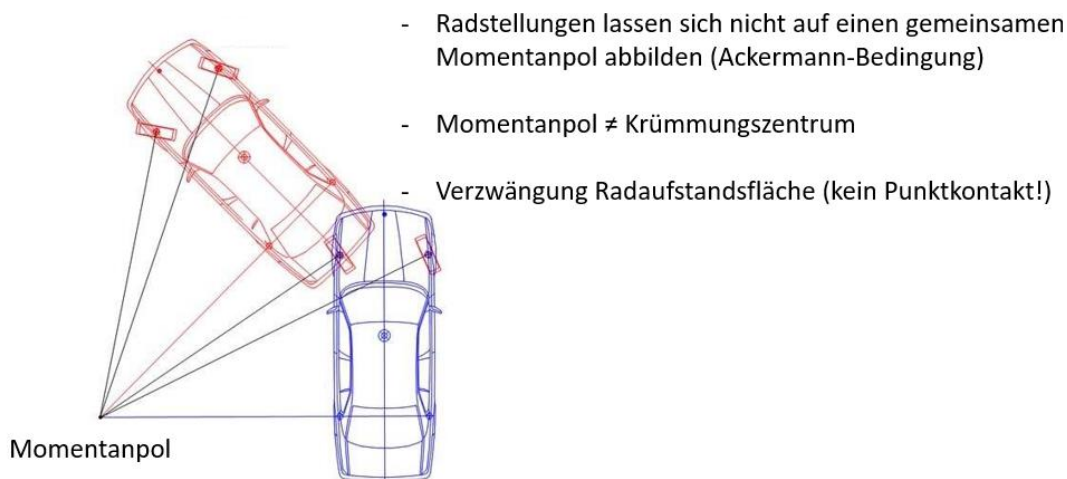 - Radstellungen lassen sich nicht auf einen gemeinsamen
Momentanpol abbilden (Ackermann-Bedingung)
- Momentanpol ≠ Krümmungszentrum
- Verzwängung Radaufstandsfläche (kein Punktkontakt!)
Momentanpol